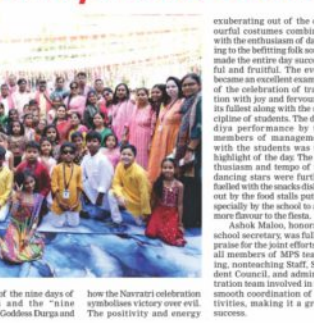 exuberating out of the c
ourful costumes combin
with the enthusiasm of da
ing to the befitting folk so
made the entire day succe
ful and fruitful. The eve
became an excellent exam
of the celebration of tra
tion with joy and fervour
its fullest along with the
cipline of students. The d
diya performance by
members of managem
with the students was
highlight of the day. The
thusiasm and tempo of
dancing stars were furt
fuelled with the snacks dis
out by the food stalls put
specially by the school to
more flavour to the fiesta.
Ashok Maloo, honor
school secretary, was full
praise for the joint efforts
all members of MPS tea
ing, nonteaching Staff, S
dent Council, and admin
tration team involved in
smooth coordination of
tivities, making it a gr
success.
of the nine days of
and the "nine
Goddess Durga and
how the Navratri celebration
symbolises victory over evil.
The positivity and energy